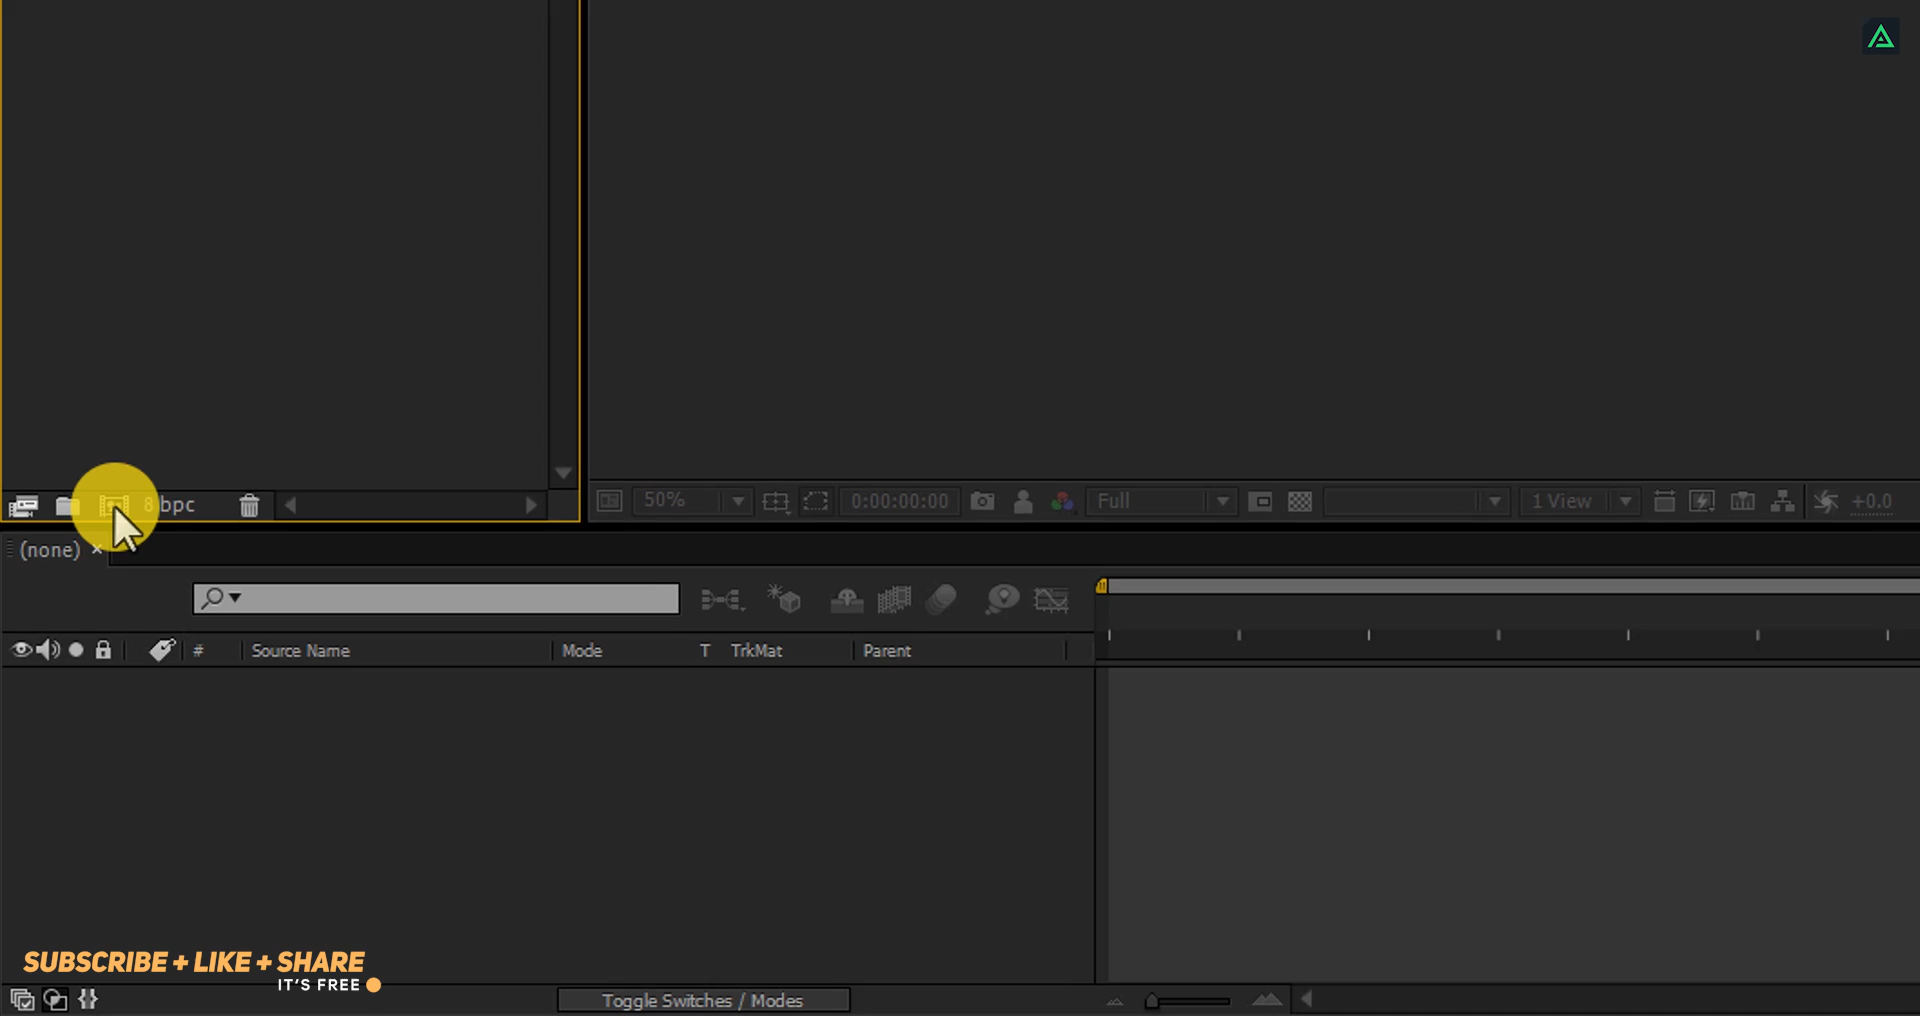 8 bpc
50%
0:00:00:00
Full
1 View
+0.0
(none) ×
# Source Name Mode T TrkMat Parent
SUBSCRIBE + LIKE + SHARE
IT'S FREE
Toggle Switches / Modes